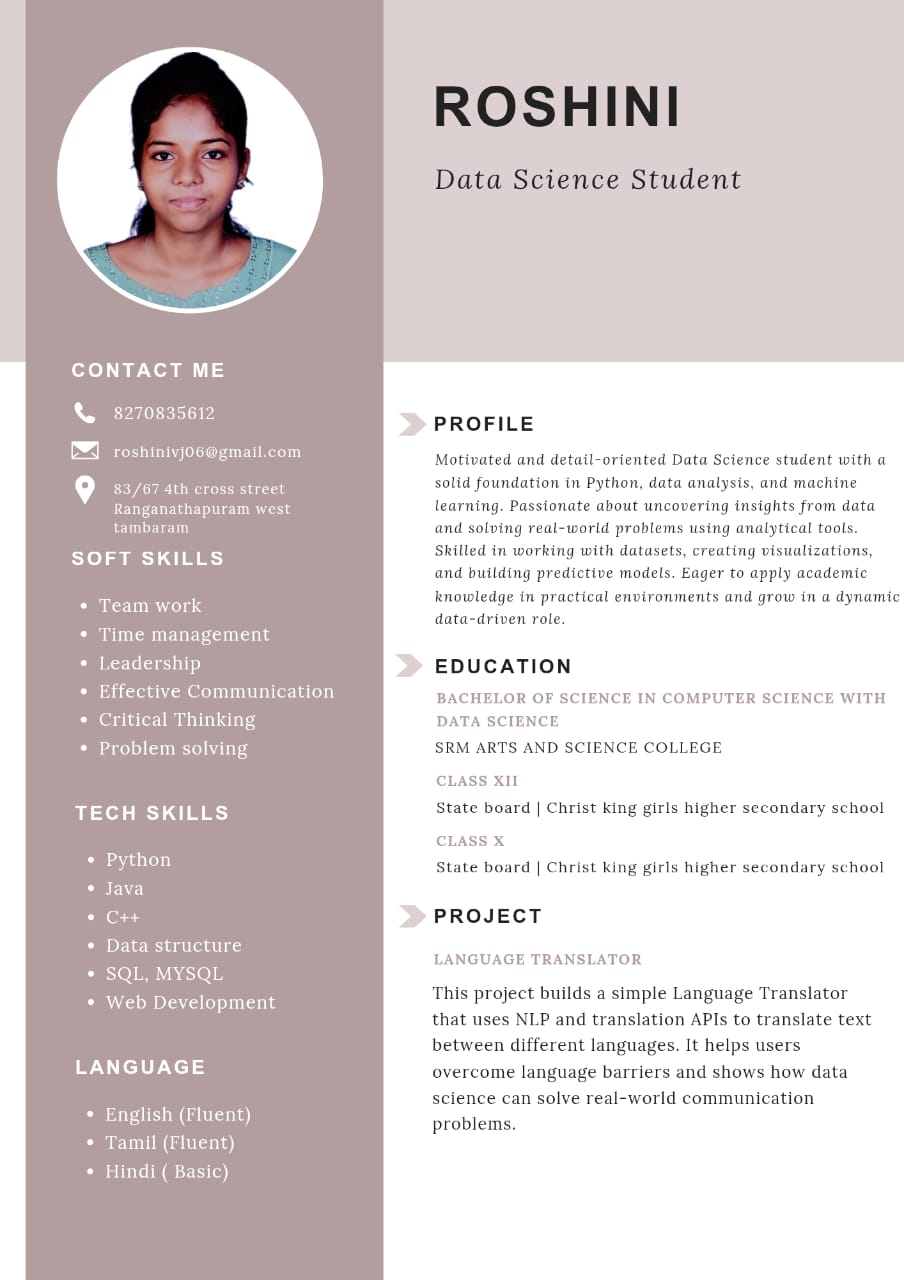 ROSHINI
Data Science Student
CONTACT ME
8270835612
roshinivj06@gmail.com
83/67 4th cross street
Ranganathapuram west
tambaram
SOFT SKILLS
• Team work
• Time management
• Leadership
• Effective Communication
• Critical Thinking
• Problem solving
TECH SKILLS
• Python
• Java
• C++
• Data structure
• SQL, MYSQL
• Web Development
LANGUAGE
• English (Fluent)
• Tamil (Fluent)
• Hindi ( Basic)
PROFILE
Motivated and detail-oriented Data Science student with a
solid foundation in Python, data analysis, and machine
learning. Passionate about uncovering insights from data
and solving real-world problems using analytical tools.
Skilled in working with datasets, creating visualizations,
and building predictive models. Eager to apply academic
knowledge in practical environments and grow in a dynamic
data-driven role.
EDUCATION
BACHELOR OF SCIENCE IN COMPUTER SCIENCE WITH
DATA SCIENCE
SRM ARTS AND SCIENCE COLLEGE
CLASS XII
State board | Christ king girls higher secondary school
CLASS X
State board | Christ king girls higher secondary school
PROJECT
LANGUAGE TRANSLATOR
This project builds a simple Language Translator
that uses NLP and translation APIs to translate text
between different languages. It helps users
overcome language barriers and shows how data
science can solve real-world communication
problems.